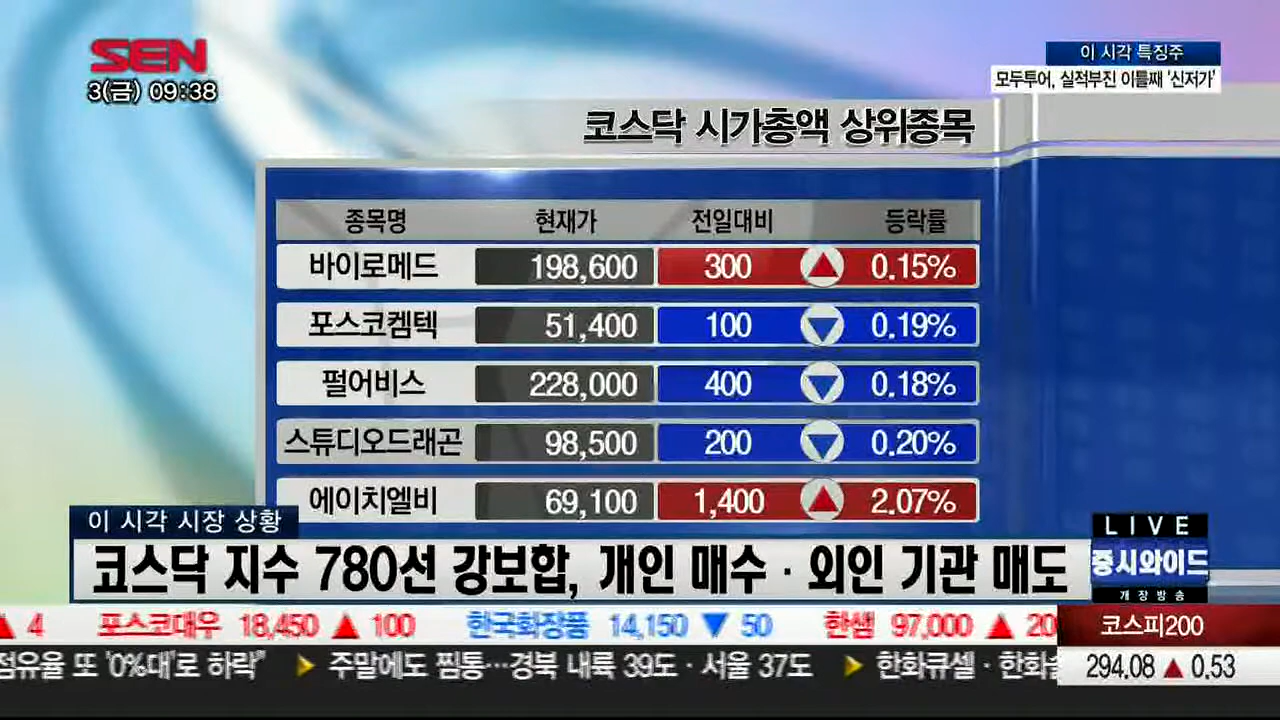 SEN
3(금) 09:38
이 시각 특징주
모두투어, 실적부진 이틀째 '신저가'
코스닥 시가총액 상위종목
종목명 현재가 전일대비 등락률
바이로메드 198,600 300 ▲ 0.15%
포스코켐텍 51,400 100 ▼ 0.19%
펄어비스 228,000 400 ▼ 0.18%
스튜디오드래곤 98,500 200 ▼ 0.20%
에이치엘비 69,100 1,400 ▲ 2.07%
이 시각 시장 상황
코스닥 지수 780선 강보합, 개인 매수·외인 기관 매도
LIVE
증시와이드
개장방송
▲ 4 포스코대우 18,450 ▲ 100 한국화장품 14,150 ▼ 50 한샘 97,000 ▲ 20
코스피200
점유율 또 '0%대'로 하락" ▶ 주말에도 찜통…경북 내륙 39도·서울 37도 ▶ 한화큐셀·한화솔
294.08 ▲ 0.53